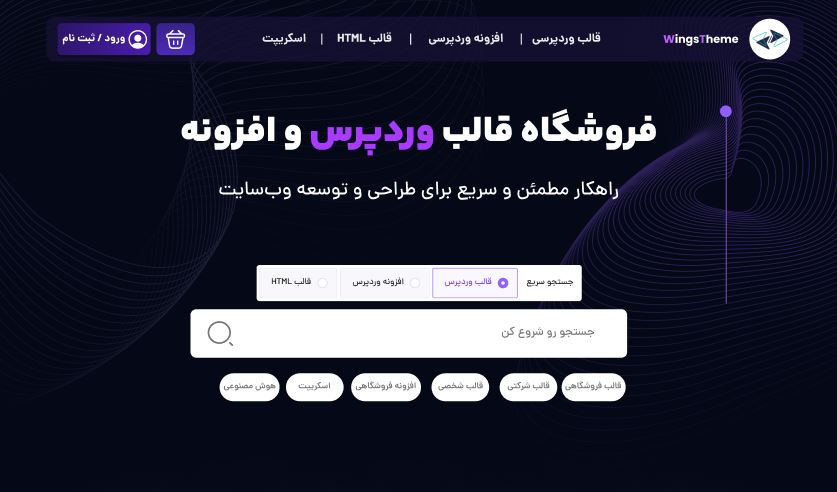 WingsTheme
قالب وردپرسی | افزونه وردپرسی | قالب HTML | اسکریپت
ورود / ثبت نام
فروشگاه قالب وردپرس و افزونه
راهکار مطمئن و سریع برای طراحی و توسعه وب‌سایت
جستجو سریع قالب وردپرس افزونه وردپرس قالب HTML
جستجو رو شروع کن
قالب فروشگاهی قالب شرکتی قالب شخصی افزونه فروشگاهی اسکریپت هوش مصنوعی